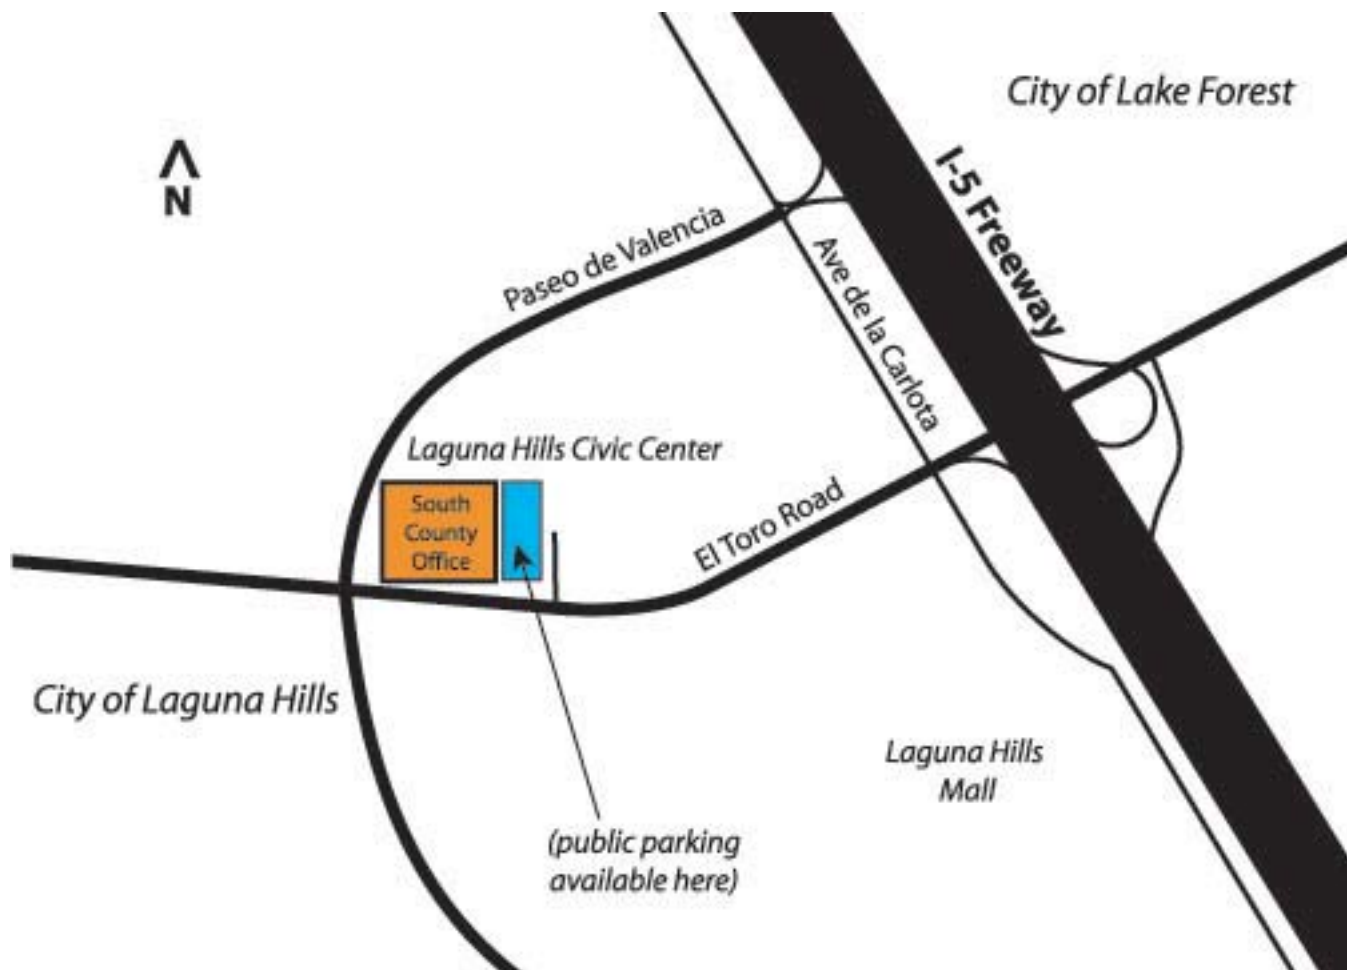 City of Lake Forest
N
I-5 Freeway
Paseo de Valencia
Ave de la Carlota
Laguna Hills Civic Center
South
County
Office
El Toro Road
City of Laguna Hills
Laguna Hills
Mall
(public parking
available here)